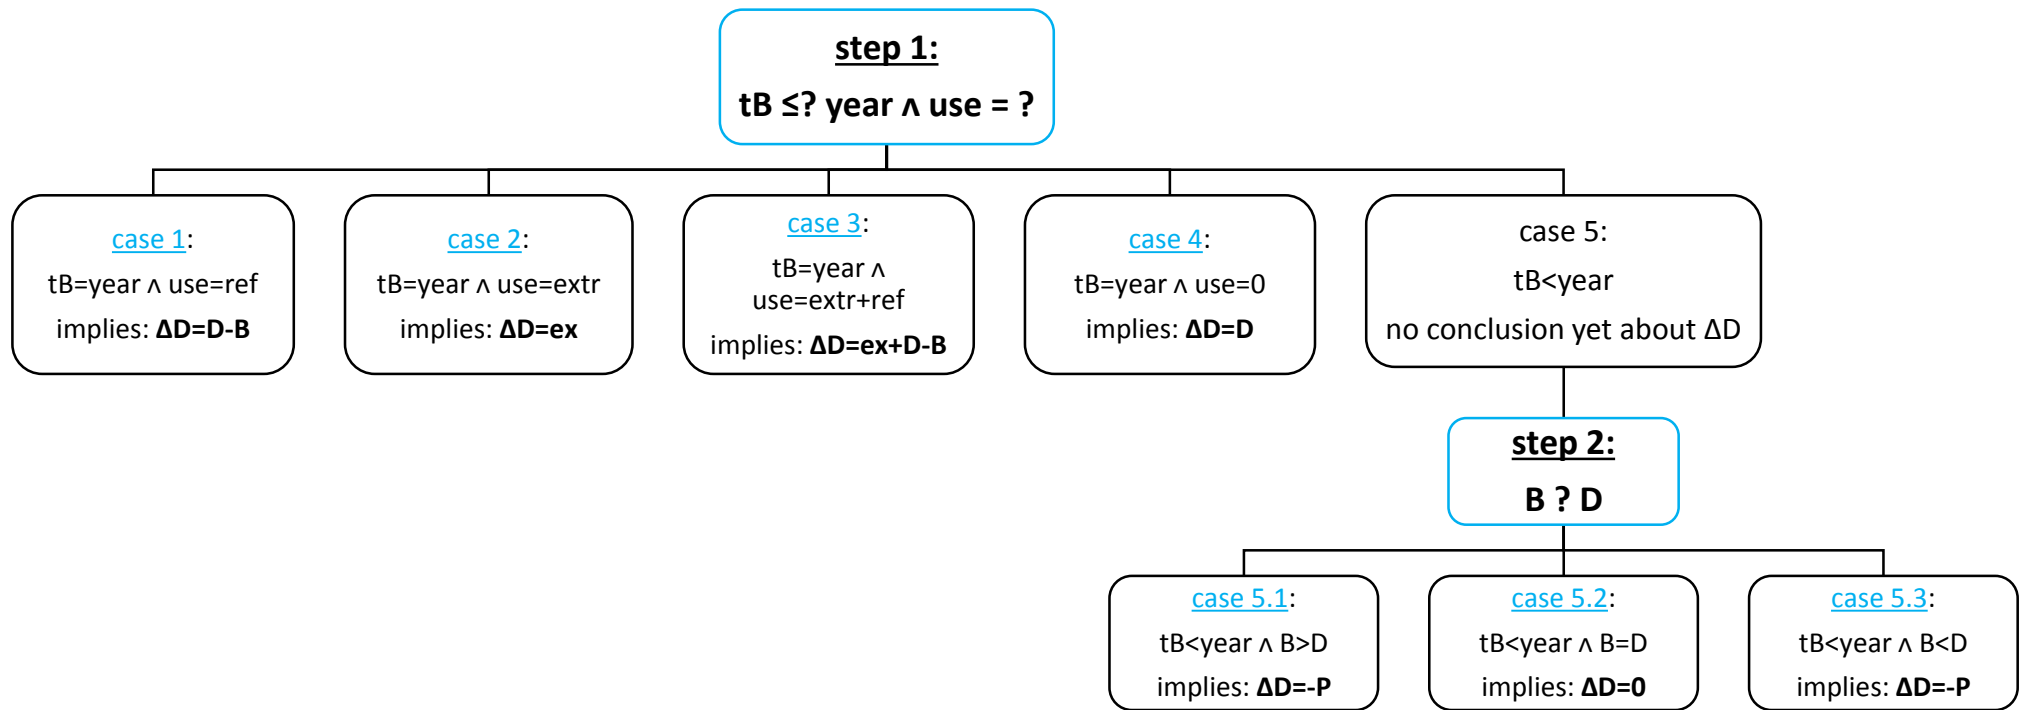 step 1:
tB ≤? year ᴧ use = ?
case 1:
tB=year ᴧ use=ref
implies: ΔD=D-B
case 2:
tB=year ᴧ use=extr
implies: ΔD=ex
case 3:
tB=year ᴧ
use=extr+ref
implies: ΔD=ex+D-B
case 4:
tB=year ᴧ use=0
implies: ΔD=D
case 5:
tB<year
no conclusion yet about ΔD
step 2:
B ? D
case 5.1:
tB<year ᴧ B>D
implies: ΔD=-P
case 5.2:
tB<year ᴧ B=D
implies: ΔD=0
case 5.3:
tB<year ᴧ B<D
implies: ΔD=-P